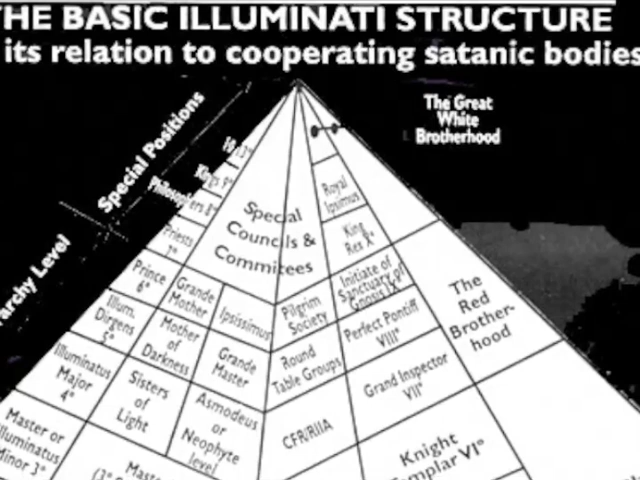 THE BASIC ILLUMINATI STRUCTURE
its relation to cooperating satanic bodies
The Great
White
Brotherhood
Special Positions
Kings 9°
Philosophers 8°
Priests
7°
Prince
6°
Illum.
Dirgens
5°
Illuminatus
Major
4°
Master or
Illuminatus
Minor 3°
Special
Councils &
Committees
Grande
Mother
Ipsissimus
Mother
of
Darkness
Grande
Master
Sisters
of
Light
Asmodeus
or
Neophyte
level
Royal
Ipsimus
King
Rex X°
Initiate of
Sanctuary of
Gnosis
Pilgrim
Society
Perfect Pontiff
VIII°
Round
Table Groups
Grand Inspector
VII°
CFR/RIIA
Knight
Templar VI°
The
Red
Brother-
hood